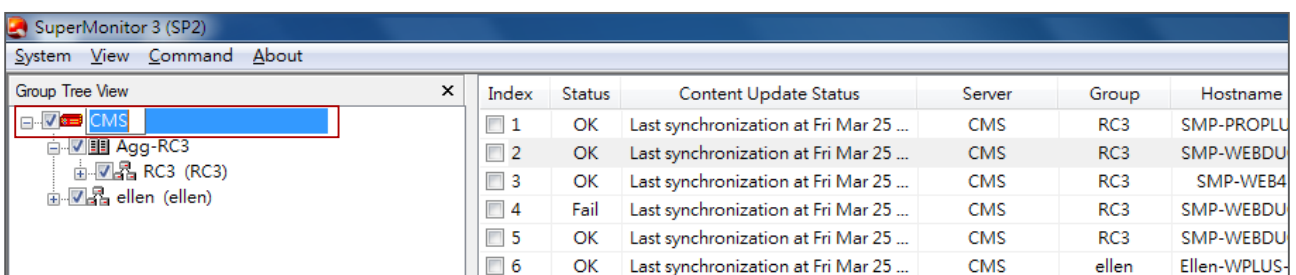 SuperMonitor 3 (SP2)
System View Command About
Group Tree View x
CMS
Agg-RC3
RC3 (RC3)
ellen (ellen)
Index Status Content Update Status Server Group Hostname
1 OK Last synchronization at Fri Mar 25 ... CMS RC3 SMP-PROPLU
2 OK Last synchronization at Fri Mar 25 ... CMS RC3 SMP-WEBDU
3 OK Last synchronization at Fri Mar 25 ... CMS RC3 SMP-WEB4
4 Fail Last synchronization at Fri Mar 25 ... CMS RC3 SMP-WEBDU
5 OK Last synchronization at Fri Mar 25 ... CMS RC3 SMP-WEBDU
6 OK Last synchronization at Fri Mar 25 ... CMS ellen Ellen-WPLUS-